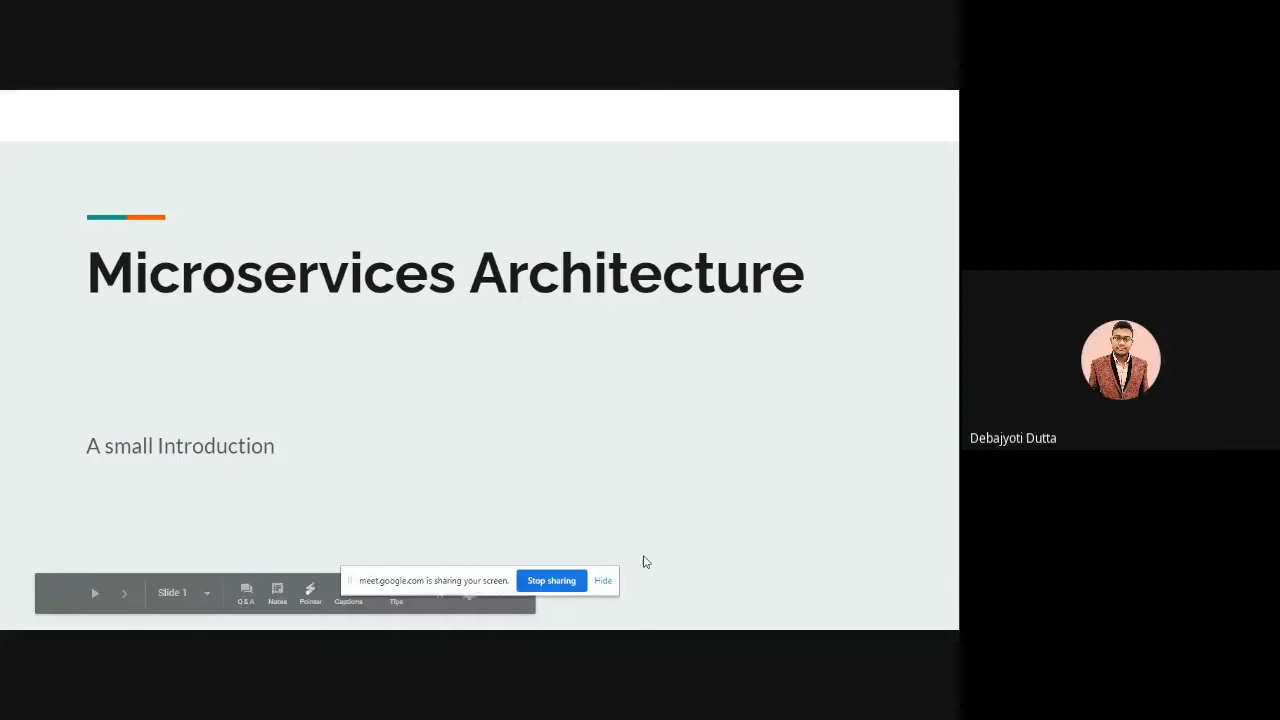 Microservices Architecture
A small Introduction
meet.google.com is sharing your screen.
Stop sharing
Hide
Slide 1
Q & A
Notes
Pointer
Captions
Tips
Debajyoti Dutta